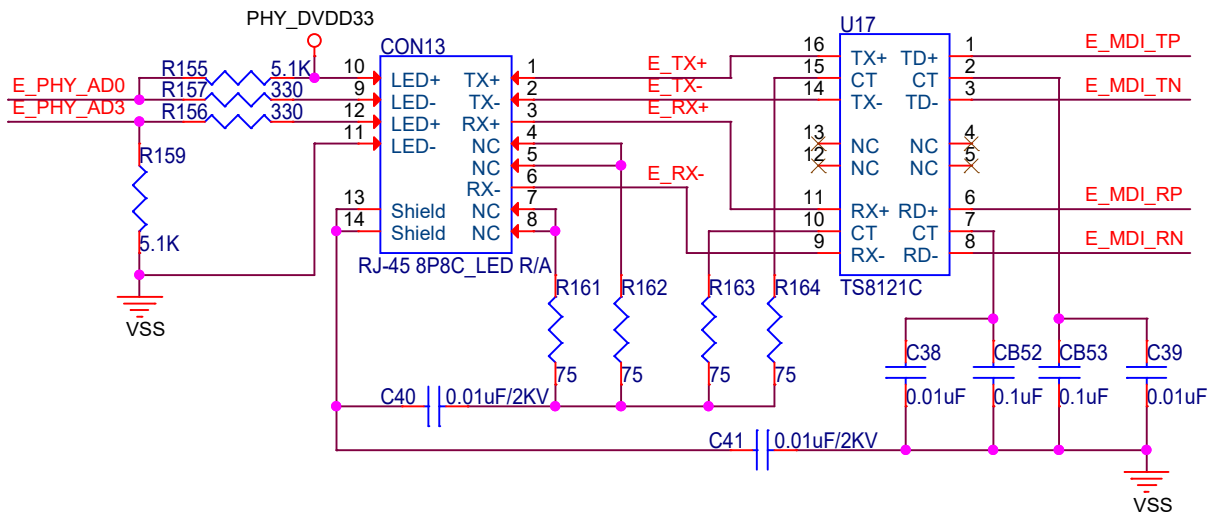 PHY_DVDD33
CON13
U17
R155 5.1K
E_PHY_AD0
R157 330
E_PHY_AD3
R156 330
R159
5.1K
VSS
10 LED+ TX+ 1
9 LED- TX- 2
12 LED+ RX+ 3
11 LED- NC 4
NC 5
RX- 6
13 Shield NC 7
14 Shield NC 8
RJ-45 8P8C_LED R/A
E_TX+
E_TX-
E_RX+
E_RX-
16 TX+ TD+ 1 E_MDI_TP
15 CT CT 2
14 TX- TD- 3 E_MDI_TN
13 NC NC 4
12 NC NC 5
11 RX+ RD+ 6 E_MDI_RP
10 CT CT 7
9 RX- RD- 8 E_MDI_RN
TS8121C
R161 R162 R163 R164
75 75 75 75
C38 CB52 CB53 C39
0.01uF 0.1uF 0.1uF 0.01uF
C40 0.01uF/2KV
C41 0.01uF/2KV
VSS